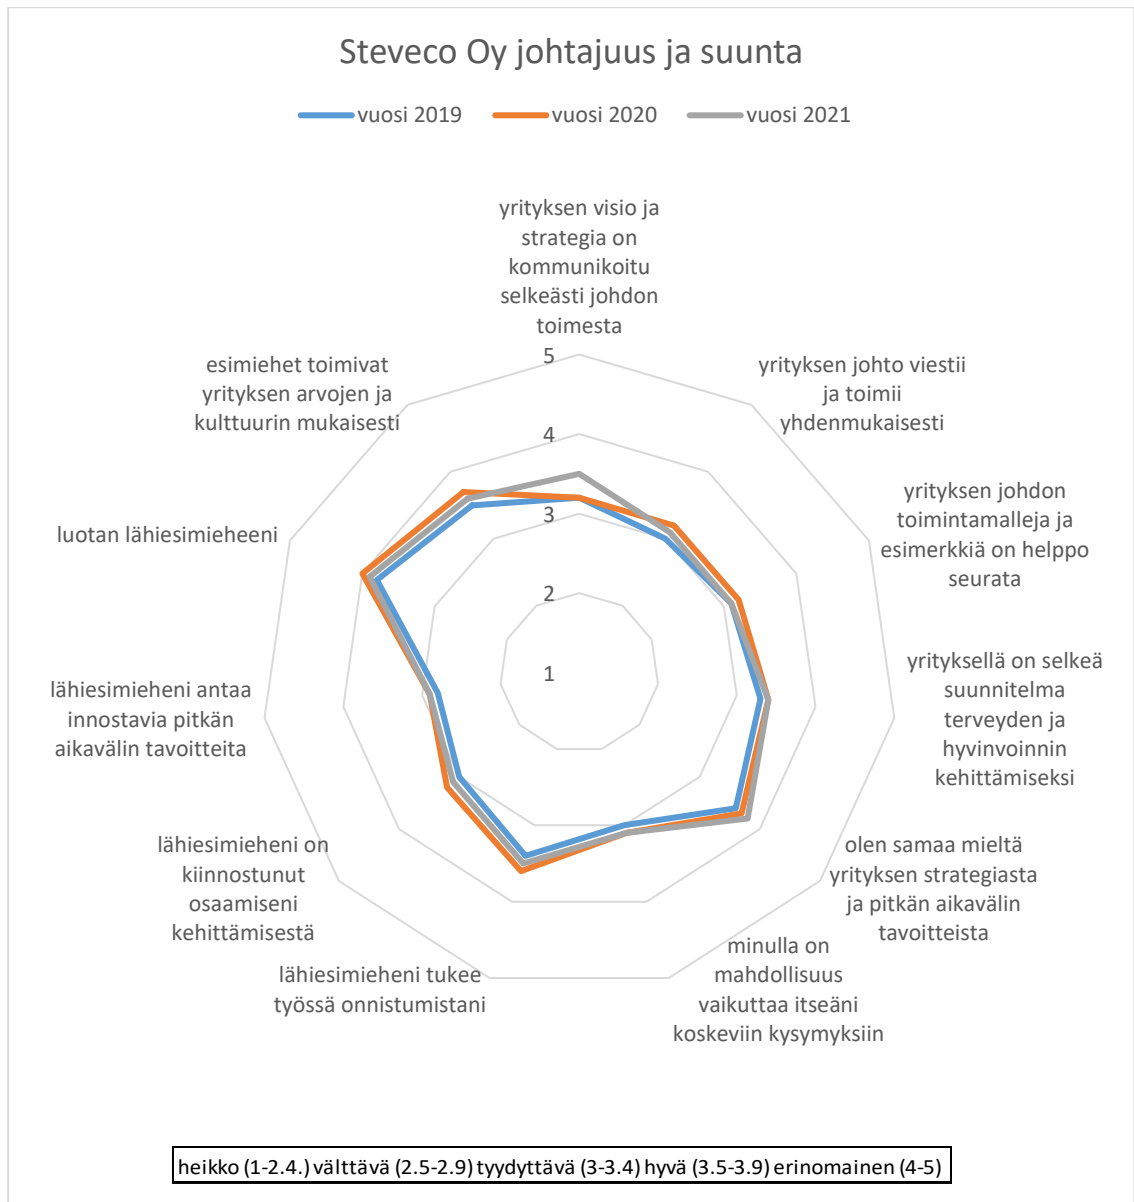 Steveco Oy johtajuus ja suunta
vuosi 2019 vuosi 2020 vuosi 2021
yrityksen visio ja
strategia on
kommunikoitu
selkeästi johdon
toimesta
yrityksen johto viestii
ja toimii
yhdenmukaisesti
yrityksen johdon
toimintamalleja ja
esimerkkiä on helppo
seurata
yrityksellä on selkeä
suunnitelma
terveyden ja
hyvinvoinnin
kehittämiseksi
olen samaa mieltä
yrityksen strategiasta
ja pitkän aikavälin
tavoitteista
minulla on
mahdollisuus
vaikuttaa itseäni
koskeviin kysymyksiin
lähiesimieheni tukee
työssä onnistumistani
lähiesimieheni on
kiinnostunut
osaamiseni
kehittämisestä
lähiesimieheni antaa
innostavia pitkän
aikavälin tavoitteita
luotan lähiesimieheeni
esimiehet toimivat
yrityksen arvojen ja
kulttuurin mukaisesti
5
4
3
2
1
heikko (1-2.4.) välttävä (2.5-2.9) tyydyttävä (3-3.4) hyvä (3.5-3.9) erinomainen (4-5)